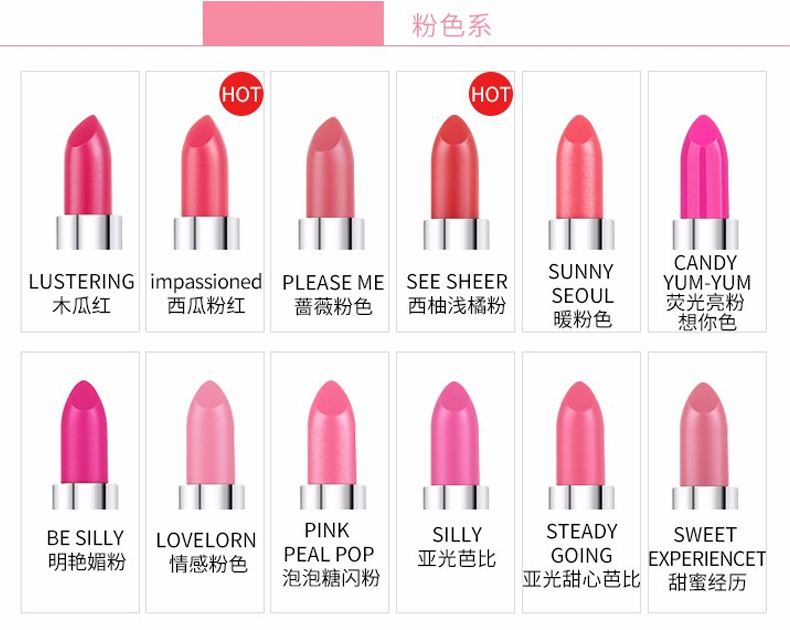 粉色系
HOT
HOT
LUSTERING
木瓜红
impassioned
西瓜粉红
PLEASE ME
蔷薇粉色
SEE SHEER
西柚浅橘粉
SUNNY
SEOUL
暖粉色
CANDY
YUM-YUM
荧光亮粉
想你色
BE SILLY
明艳媚粉
LOVELORN
情感粉色
PINK
PEAL POP
泡泡糖闪粉
SILLY
亚光芭比
STEADY
GOING
亚光甜心芭比
SWEET
EXPERIENCET
甜蜜经历